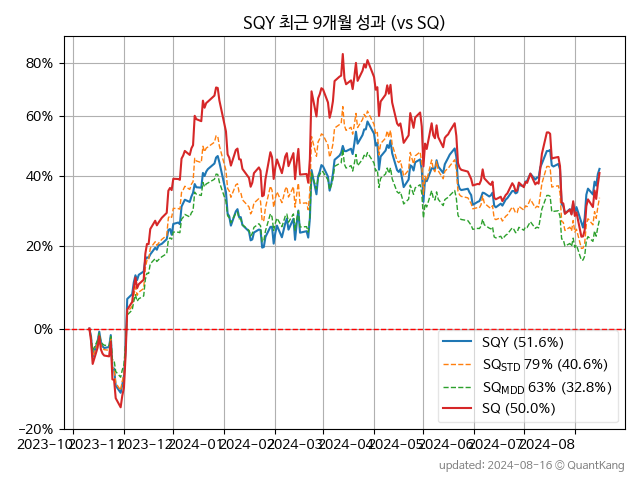 SQY 최근 9개월 성과 (vs SQ)
80%
60%
40%
20%
0%
−20%
2023-10
2023-11
2023-12
2024-01
2024-02
2024-03
2024-04
2024-05
2024-06
2024-07
2024-08
SQY (51.6%)
SQSTD 79% (40.6%)
SQMDD 63% (32.8%)
SQ (50.0%)
updated: 2024-08-16 © QuantKang